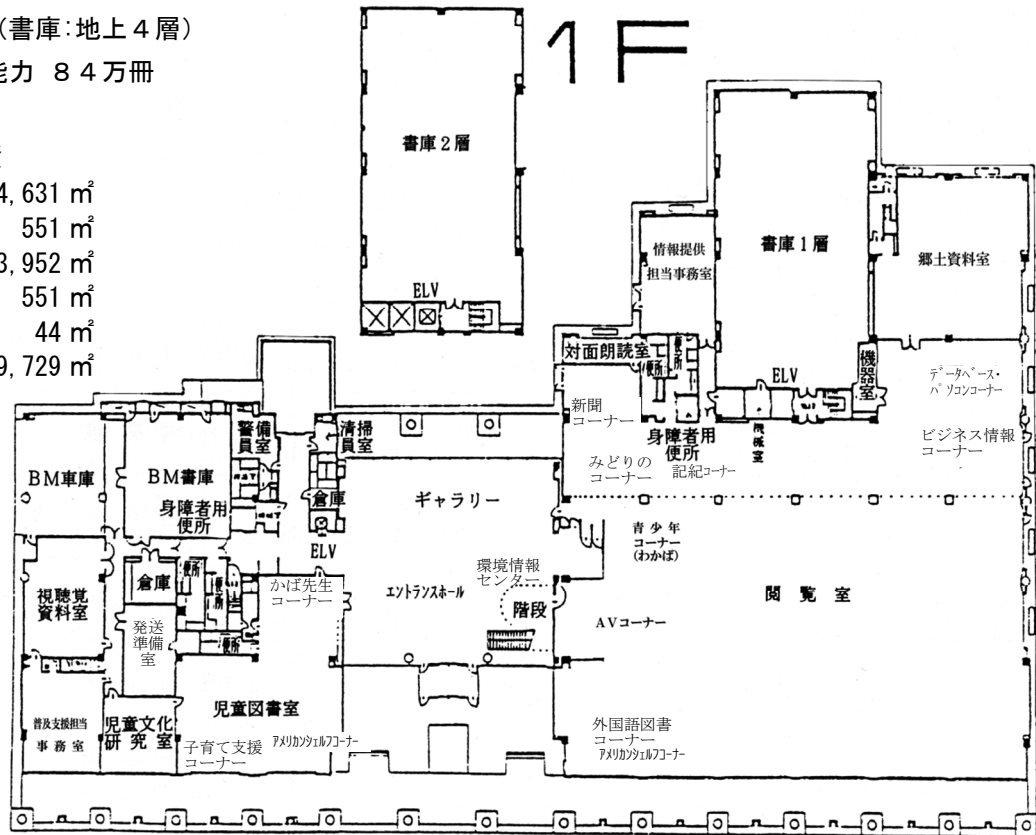 (書庫:地上４層)
能力 ８４万冊
1F
4,631 ㎡
551 ㎡
3,952 ㎡
551 ㎡
44 ㎡
9,729 ㎡
書庫２層
ELV
情報提供
担当事務室
書庫１層
郷土資料室
対面朗読室
便所
便所
ELV
機器室
機械室
データベース・
パソコンコーナー
新聞
コーナー
身障者用
便所
ビジネス情報
コーナー
みどりの
コーナー
記紀コーナー
BM車庫
BM書庫
身障者用
便所
警備
員室
清掃
員室
倉庫
ELV
ギャラリー
青少年
コーナー
(わかば)
閲覧室
視聴覚
資料室
倉庫
発送
準備
室
便所
便所
便所
かば先生
コーナー
エントランスホール
環境情報
センター
階段
AVコーナー
普及支援担当
事務室
児童文化
研究室
児童図書室
子育て支援
コーナー
アメリカンシェルフコーナー
外国語図書
コーナー
アメリカンシェルフコーナー